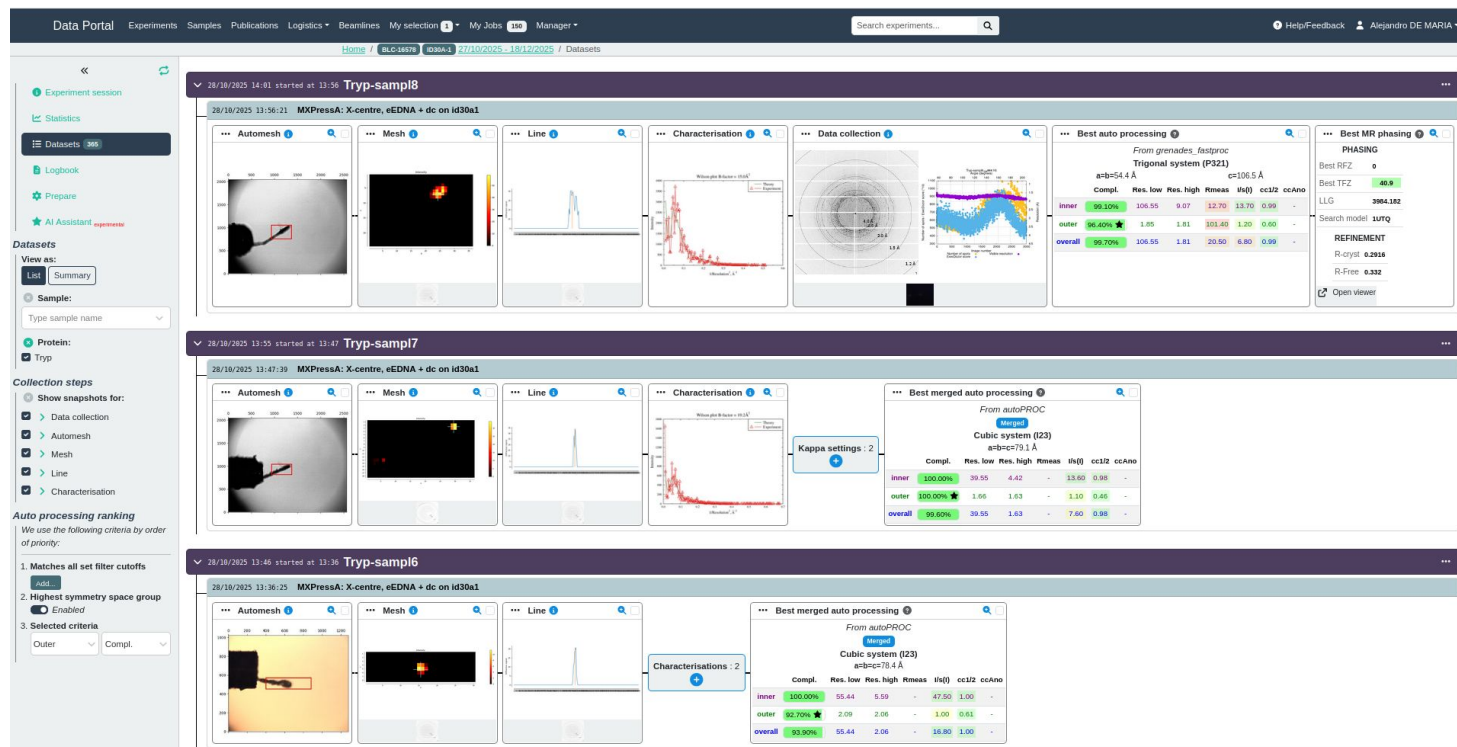 Data Portal Experiments Samples Publications Logistics Beamlines My selection 1 My Jobs 150 Manager Search experiments... Help/Feedback Alejandro DE MARIA
Home / BLC-16578 ID30A-1 27/10/2025 - 18/12/2025 / Datasets
Experiment session
Statistics
Datasets 365
Logbook
Prepare
AI Assistant experimental
Datasets
View as:
List Summary
Sample:
Type sample name
Protein:
Tryp
Collection steps
Show snapshots for:
Data collection
Automesh
Mesh
Line
Characterisation
Auto processing ranking
We use the following criteria by order
of priority:
1. Matches all set filter cutoffs
Add...
2. Highest symmetry space group
Enabled
3. Selected criteria
Outer Compl.
28/10/2025 14:01 started at 13:56 Tryp-sampl8
28/10/2025 13:56:21 MXPressA: X-centre, eEDNA + dc on id30a1
Automesh
Mesh
Line
Characterisation
Data collection
Best auto processing
From grenades_fastproc
Trigonal system (P321)
a=b=54.4 Å c=106.5 Å
Compl. Res. low Res. high Rmeas I/s(I) cc1/2 ccAno
inner 99.10% 106.55 9.07 12.70 13.70 0.99 -
outer 96.40% 1.85 1.81 101.40 1.20 0.60 -
overall 99.70% 106.55 1.81 20.50 6.80 0.99 -
Best MR phasing
PHASING
Best RFZ 0
Best TFZ 40.9
LLG 3984.182
Search model 1UTQ
REFINEMENT
R-cryst 0.2916
R-Free 0.332
Open viewer
28/10/2025 13:55 started at 13:47 Tryp-sampl7
28/10/2025 13:47:39 MXPressA: X-centre, eEDNA + dc on id30a1
Automesh
Mesh
Line
Characterisation
Kappa settings : 2
Best merged auto processing
From autoPROC
Merged
Cubic system (I23)
a=b=c=79.1 Å
Compl. Res. low Res. high Rmeas I/s(I) cc1/2 ccAno
inner 100.00% 39.55 4.42 - 13.60 0.98 -
outer 100.00% 1.66 1.63 - 1.10 0.46 -
overall 99.60% 39.55 1.63 - 7.60 0.98 -
28/10/2025 13:46 started at 13:36 Tryp-sampl6
28/10/2025 13:36:25 MXPressA: X-centre, eEDNA + dc on id30a1
Automesh
Mesh
Line
Characterisations : 2
Best merged auto processing
From autoPROC
Merged
Cubic system (I23)
a=b=c=78.4 Å
Compl. Res. low Res. high Rmeas I/s(I) cc1/2 ccAno
inner 100.00% 55.44 5.59 - 47.50 1.00 -
outer 92.70% 2.09 2.06 - 1.00 0.61 -
overall 93.90% 55.44 2.06 - 16.80 1.00 -